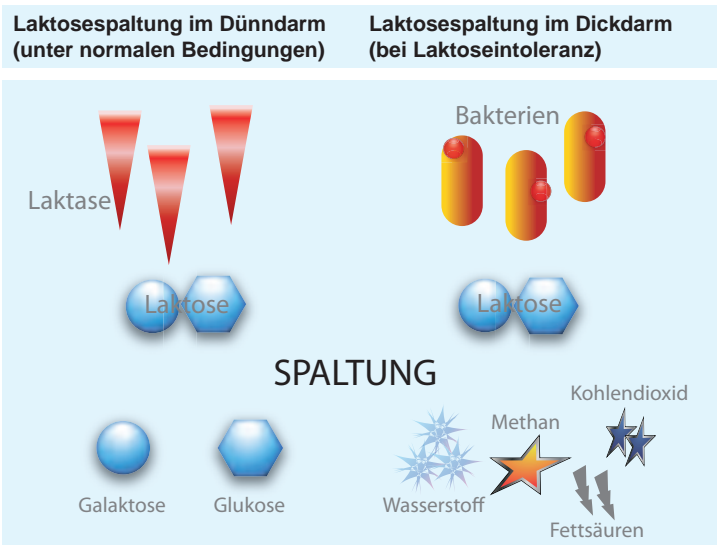 Laktosespaltung im Dünndarm
(unter normalen Bedingungen)
Laktosespaltung im Dickdarm
(bei Laktoseintoleranz)
Laktase
Bakterien
Laktose
Laktose
SPALTUNG
Galaktose
Glukose
Wasserstoff
Methan
Kohlendioxid
Fettsäuren